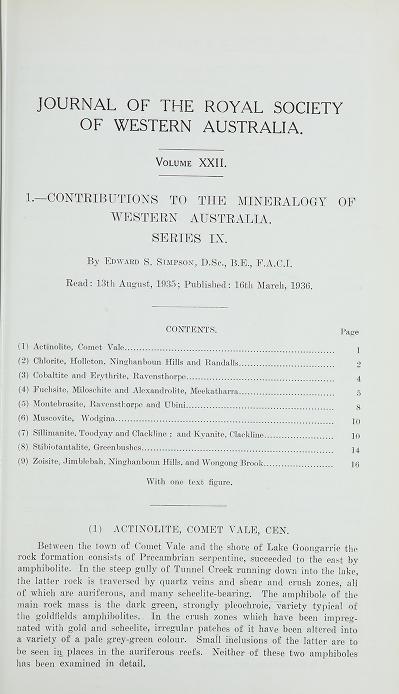 JOURNAL OF THE ROYAL SOCIETY
OF WESTERN AUSTRALIA.
VOLUME XXII.
1.—CONTRIBUTIONS TO THE MINERALOGY OF
WESTERN AUSTRALIA.
SERIES IX.
By EDWARD S. SIMPSON, D.Sc., B.E., F.A.C.I.
Read: 13th August, 1935; Published: 16th March, 1936.
CONTENTS.
Page
(1) Actinolite, Comet Vale.......... 1
(2) Chlorite, Holleton, Ninghanboun Hills and Randalls.......... 2
(3) Cobaltite and Erythrite, Ravensthorpe.......... 4
(4) Fuchsite, Miloschite and Alexandrolite, Meekatharra.......... 5
(5) Montebrasite, Ravensthorpe and Ubini.......... 8
(6) Muscovite, Wodgina.......... 10
(7) Sillimanite, Toodyay and Clackline ; and Kyanite, Clackline.......... 10
(8) Stibiotantalite, Greenbushes.......... 14
(9) Zoisite, Jimblebah, Ninghanboun Hills, and Wongong Brook.......... 16
With one text figure.
(1) ACTINOLITE, COMET VALE, CEN.
Between the town of Comet Vale and the shore of Lake Goongarrie the
rock formation consists of Precambrian serpentine, succeeded to the east by
amphibolite. In the steep gully of Tunnel Creek running down into the lake,
the latter rock is traversed by quartz veins and shear and crush zones, all
of which are auriferous, and many scheelite-bearing. The amphibole of the
main rock mass is the dark green, strongly pleochroic, variety typical of
the goldfields amphibolites. In the crush zones which have been impreg-
nated with gold and scheelite, irregular patches of it have been altered into
a variety of a pale grey-green colour. Small inclusions of the latter are to
be seen in places in the auriferous reefs. Neither of these two amphiboles
has been examined in detail.